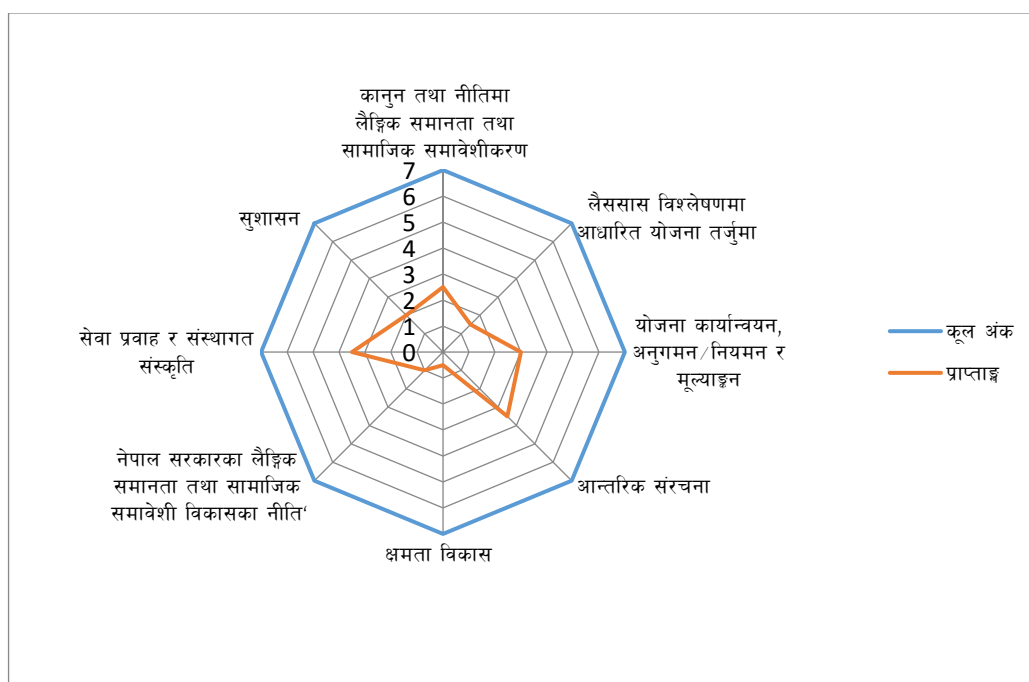 कानुन तथा नीतिमा
लैङ्गिक समानता तथा
सामाजिक समावेशीकरण
7
6
5
4
3
2
1
0
लैससास विश्लेषणमा
आधारित योजना तर्जुमा
योजना कार्यान्वयन,
अनुगमन/नियमन र
मूल्याङ्कन
आन्तरिक संरचना
क्षमता विकास
नेपाल सरकारका लैङ्गिक
समानता तथा सामाजिक
समावेशी विकासका नीति‘
सेवा प्रवाह र संस्थागत
संस्कृति
सुशासन
कूल अंक
प्राप्ताङ्क